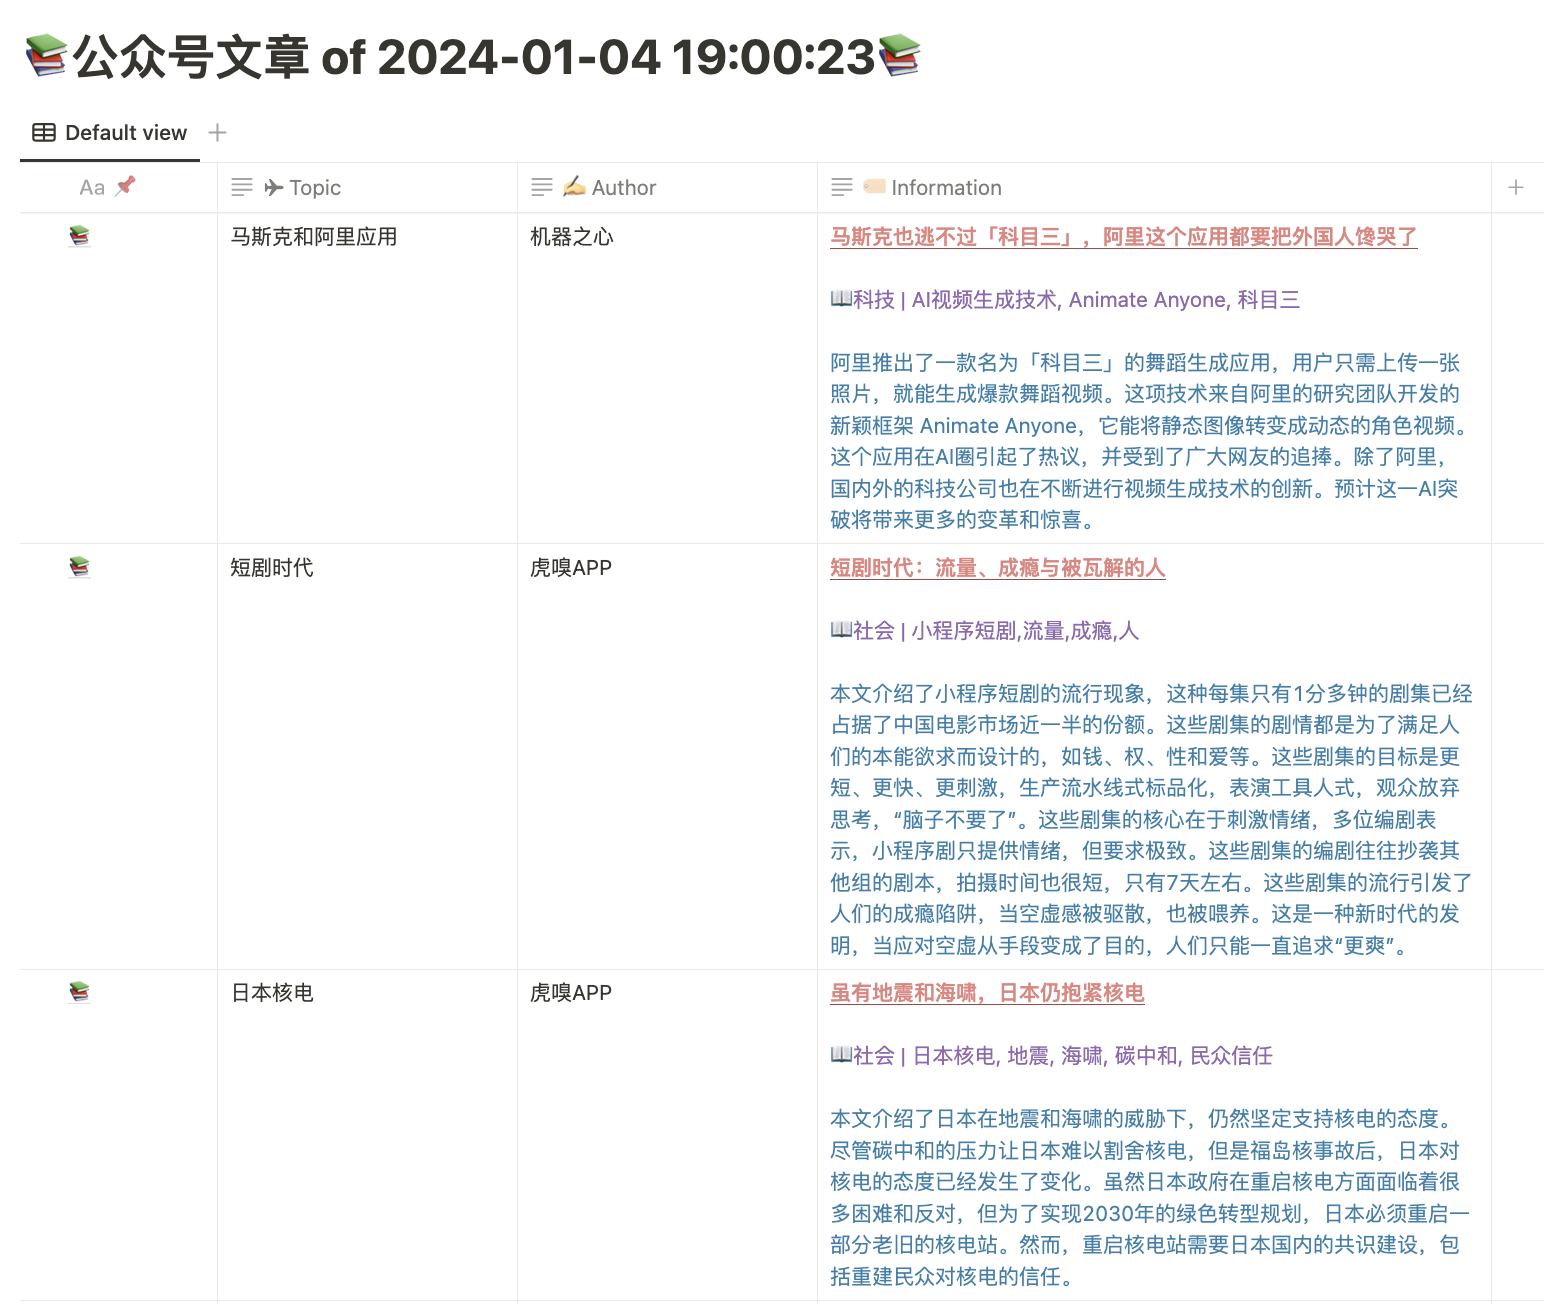 📚公众号文章 of 2024-01-04 19:00:23📚
Default view
Aa 📌
✈ Topic
✍ Author
🏷 Information
马斯克和阿里应用
机器之心
马斯克也逃不过「科目三」，阿里这个应用都要把外国人馋哭了
📖科技 | AI视频生成技术, Animate Anyone, 科目三
阿里推出了一款名为「科目三」的舞蹈生成应用，用户只需上传一张
照片，就能生成爆款舞蹈视频。这项技术来自阿里的研究团队开发的
新颖框架 Animate Anyone，它能将静态图像转变成动态的角色视频。
这个应用在AI圈引起了热议，并受到了广大网友的追捧。除了阿里，
国内外的科技公司也在不断进行视频生成技术的创新。预计这一AI突
破将带来更多的变革和惊喜。
短剧时代
虎嗅APP
短剧时代：流量、成瘾与被瓦解的人
📖社会 | 小程序短剧,流量,成瘾,人
本文介绍了小程序短剧的流行现象，这种每集只有1分多钟的剧集已经
占据了中国电影市场近一半的份额。这些剧集的剧情都是为了满足人
们的本能欲求而设计的，如钱、权、性和爱等。这些剧集的目标是更
短、更快、更刺激，生产流水线式标品化，表演工具人式，观众放弃
思考，“脑子不要了”。这些剧集的核心在于刺激情绪，多位编剧表
示，小程序剧只提供情绪，但要求极致。这些剧集的编剧往往抄袭其
他组的剧本，拍摄时间也很短，只有7天左右。这些剧集的流行引发了
人们的成瘾陷阱，当空虚感被驱散，也被喂养。这是一种新时代的发
明，当应对空虚从手段变成了目的，人们只能一直追求“更爽”。
日本核电
虎嗅APP
虽有地震和海啸，日本仍抱紧核电
📖社会 | 日本核电, 地震, 海啸, 碳中和, 民众信任
本文介绍了日本在地震和海啸的威胁下，仍然坚定支持核电的态度。
尽管碳中和的压力让日本难以割舍核电，但是福岛核事故后，日本对
核电的态度已经发生了变化。虽然日本政府在重启核电方面面临着很
多困难和反对，但为了实现2030年的绿色转型规划，日本必须重启一
部分老旧的核电站。然而，重启核电站需要日本国内的共识建设，包
括重建民众对核电的信任。